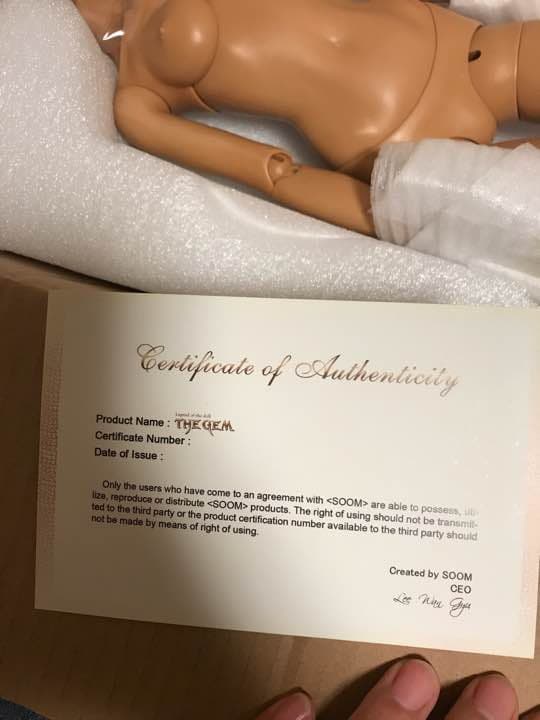 Certificate of Authenticity
Legend of the doll
Product Name : THE GEM
Certificate Number :
Date of Issue :
Only the users who have come to an agreement with <SOOM> are able to possess, uti-
lize, reproduce or distribute <SOOM> products. The right of using should not be transmit-
ted to the third party or the product certification number available to the third party should
not be made by means of right of using.
Created by SOOM
CEO
Lee Wan Gyu